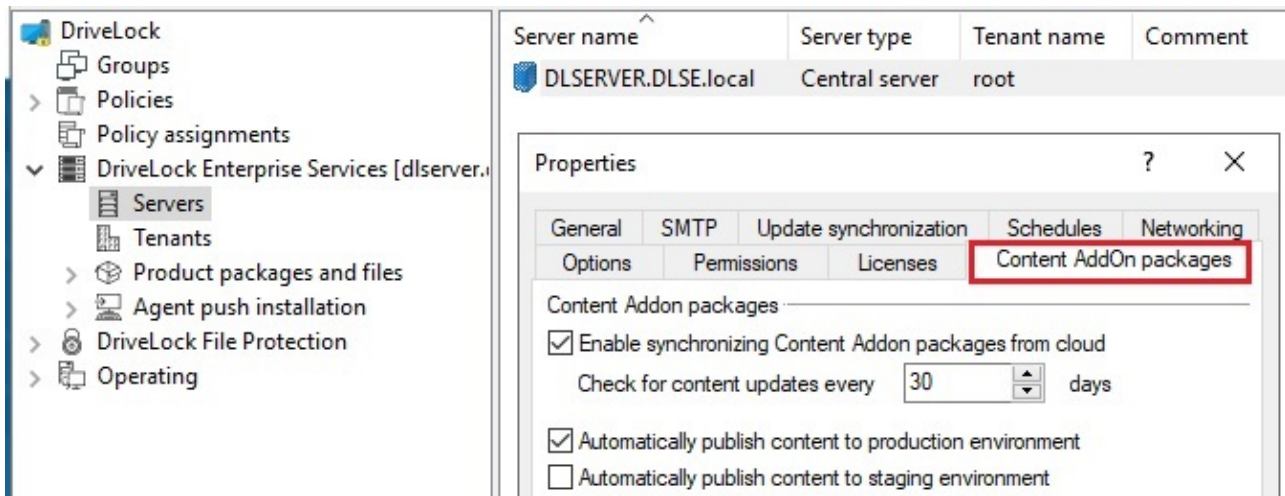 DriveLock
Groups
Policies
Policy assignments
DriveLock Enterprise Services [dlserver.
Servers
Tenants
Product packages and files
Agent push installation
DriveLock File Protection
Operating
Server name Server type Tenant name Comment
DLSERVER.DLSE.local Central server root
Properties ?
General SMTP Update synchronization Schedules Networking
Options Permissions Licenses Content AddOn packages
Content Addon packages
Enable synchronizing Content Addon packages from cloud
Check for content updates every 30 days
Automatically publish content to production environment
Automatically publish content to staging environment